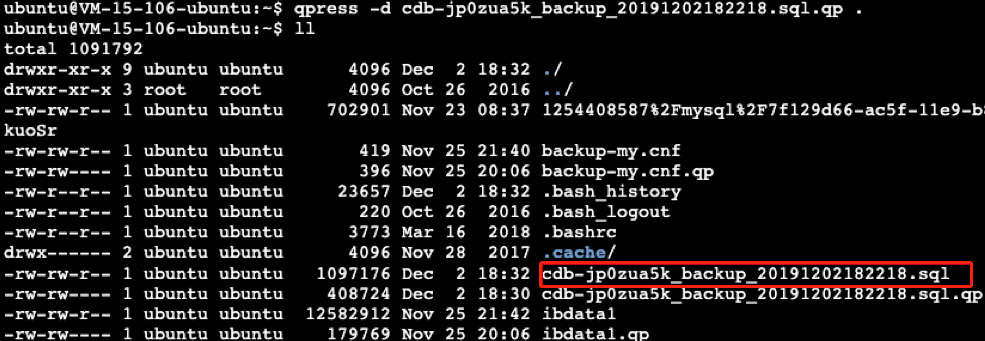 ubuntu@VM-15-106-ubuntu:~$ qpress -d cdb-jp0zua5k_backup_20191202182218.sql.qp .
ubuntu@VM-15-106-ubuntu:~$ ll
total 1091792
drwxr-xr-x 9 ubuntu ubuntu 4096 Dec 2 18:32 ./
drwxr-xr-x 3 root root 4096 Oct 26 2016 ../
-rw-rw-r-- 1 ubuntu ubuntu 702901 Nov 23 08:37 1254408587%2Fmysql%2F7f129d66-ac5f-11e9-b
kuoSr
-rw-rw-r-- 1 ubuntu ubuntu 419 Nov 25 21:40 backup-my.cnf
-rw-rw---- 1 ubuntu ubuntu 396 Nov 25 20:06 backup-my.cnf.qp
-rw-r--r-- 1 ubuntu ubuntu 23657 Dec 2 18:32 .bash_history
-rw-r--r-- 1 ubuntu ubuntu 220 Oct 26 2016 .bash_logout
-rw-r--r-- 1 ubuntu ubuntu 3773 Mar 16 2018 .bashrc
drwx------ 2 ubuntu ubuntu 4096 Nov 28 2017 .cache/
-rw-rw-r-- 1 ubuntu ubuntu 1097176 Dec 2 18:32 cdb-jp0zua5k_backup_20191202182218.sql
-rw-rw---- 1 ubuntu ubuntu 408724 Dec 2 18:30 cdb-jp0zua5k_backup_20191202182218.sql.qp
-rw-rw-r-- 1 ubuntu ubuntu 12582912 Nov 25 21:42 ibdata1
-rw-rw---- 1 ubuntu ubuntu 179769 Nov 25 20:06 ibdata1.qp